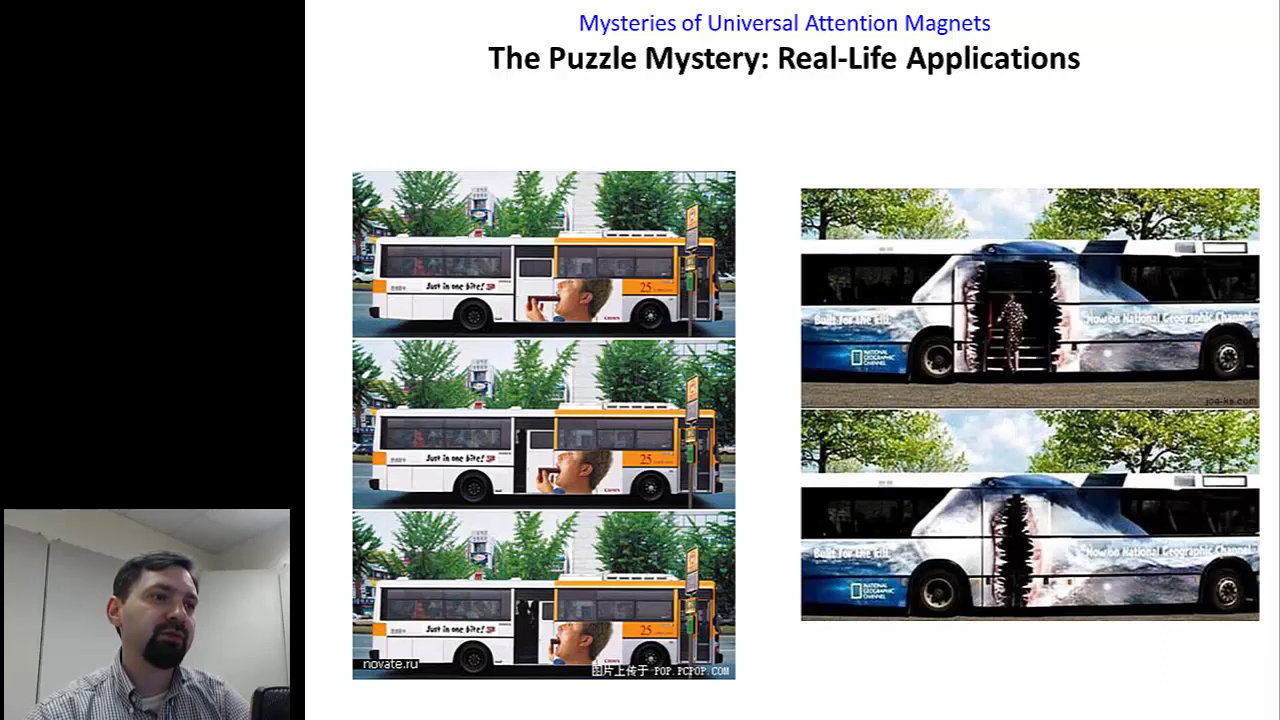 Mysteries of Universal Attention Magnets
The Puzzle Mystery: Real-Life Applications
Just in one bite!
25
Just in one bite!
25
Just in one bite!
25
novate.ru
图片上传于 POP.PCPOP.COM
Built for the kill.
Now on National Geographic Channel
NATIONAL
GEOGRAPHIC
CHANNEL
joe-ks.com
Built for the kill.
Now on National Geographic Channel
NATIONAL
GEOGRAPHIC
CHANNEL